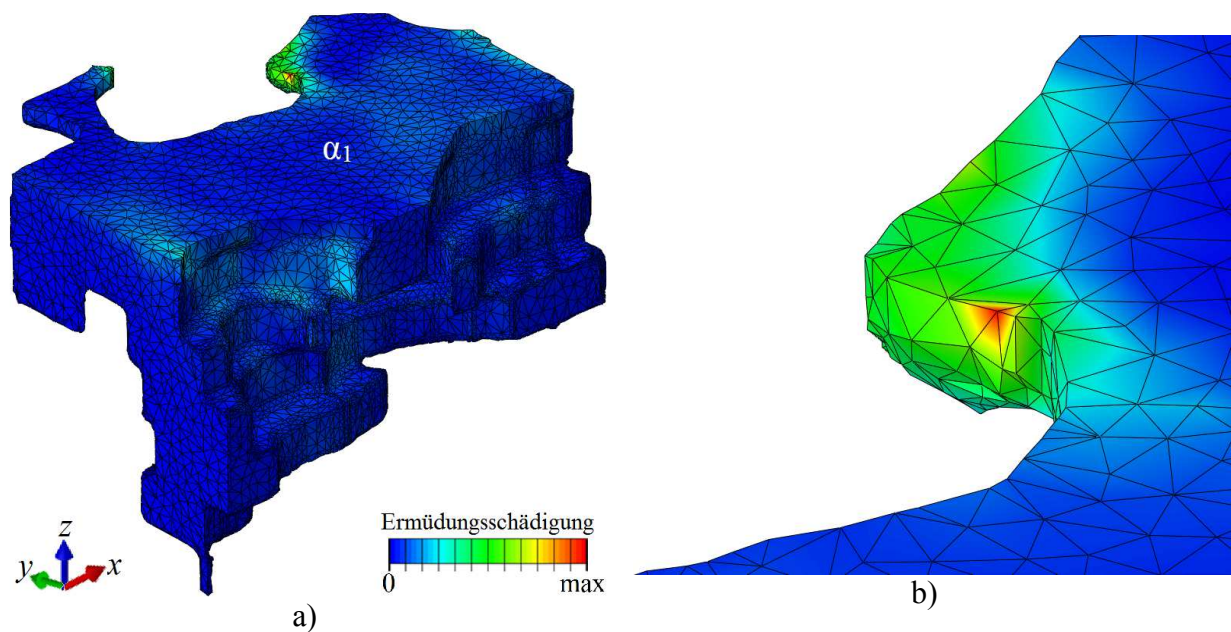 α1
Ermüdungsschädigung
0 max
z
y x
a)
b)